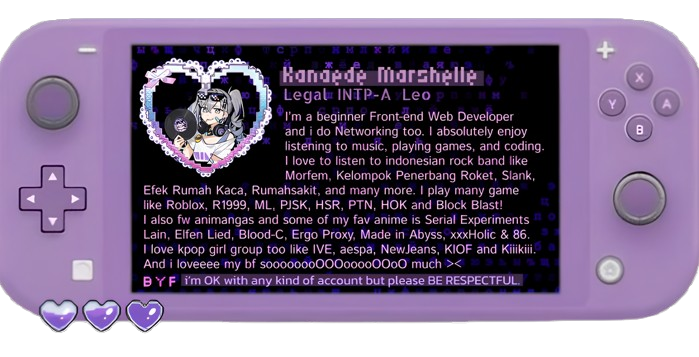 Kanaede Marshelle
Legal INTP-A Leo
I'm a beginner Front-end Web Developer
and i do Networking too. I absolutely enjoy
listening to music, playing games, and coding.
I love to listen to indonesian rock band like
Morfem, Kelompok Penerbang Roket, Slank,
Efek Rumah Kaca, Rumahsakit, and many more. I play many game
like Roblox, R1999, ML, PJSK, HSR, PTN, HOK and Block Blast!
I also fw animangas and some of my fav anime is Serial Experiments
Lain, Elfen Lied, Blood-C, Ergo Proxy, Made in Abyss, xxxHolic & 86.
I love kpop girl group too like IVE, aespa, NewJeans, KIOF and Kiiikiii.
And i loveeee my bf sooooooOOOooooOOoO much ><
BYF i'm OK with any kind of account but please BE RESPECTFUL.
X
Y
A
B